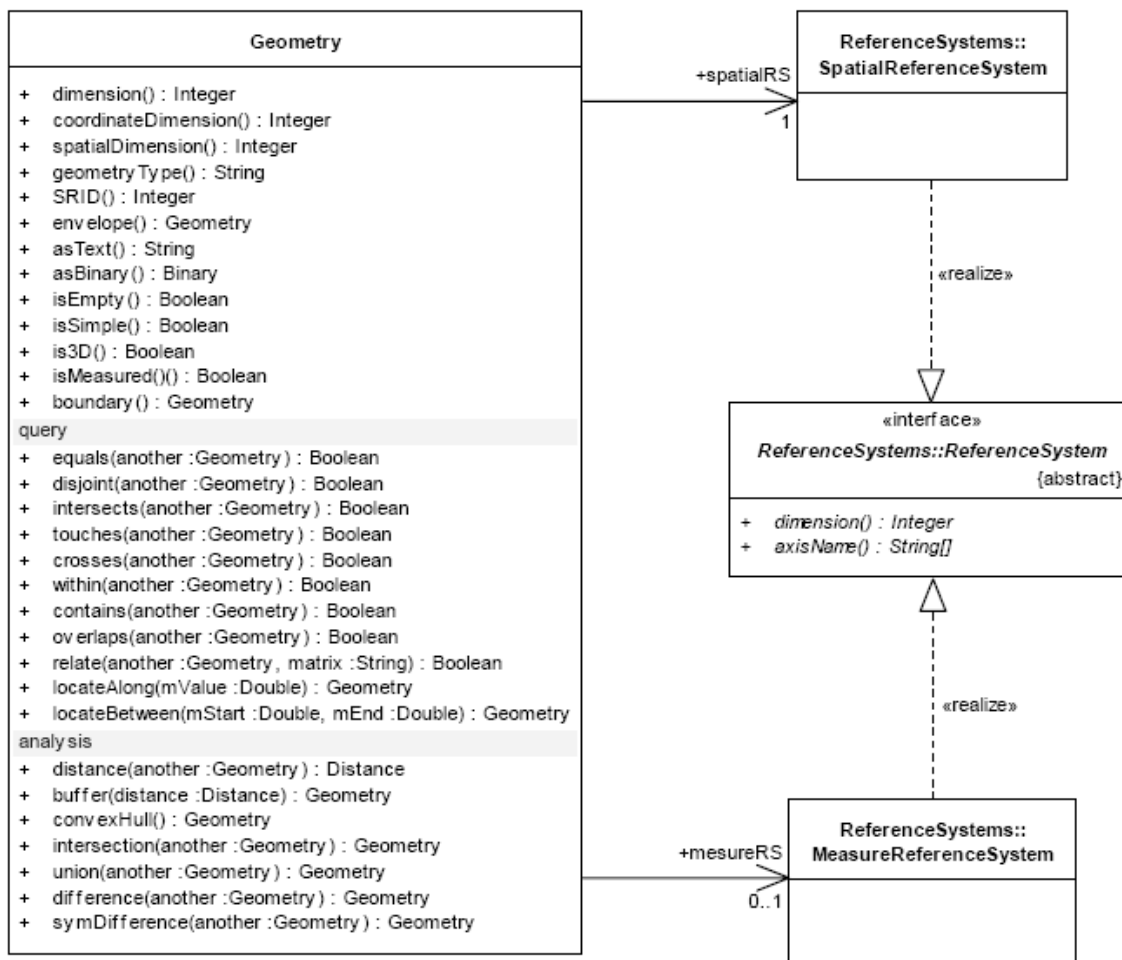 Geometry
+ dimension() : Integer
+ coordinateDimension() : Integer
+ spatialDimension() : Integer
+ geometryType() : String
+ SRID() : Integer
+ envelope() : Geometry
+ asText() : String
+ asBinary() : Binary
+ isEmpty() : Boolean
+ isSimple() : Boolean
+ is3D() : Boolean
+ isMeasured()() : Boolean
+ boundary() : Geometry
query
+ equals(another :Geometry) : Boolean
+ disjoint(another :Geometry) : Boolean
+ intersects(another :Geometry) : Boolean
+ touches(another :Geometry) : Boolean
+ crosses(another :Geometry) : Boolean
+ within(another :Geometry) : Boolean
+ contains(another :Geometry) : Boolean
+ overlaps(another :Geometry) : Boolean
+ relate(another :Geometry, matrix :String) : Boolean
+ locateAlong(mValue :Double) : Geometry
+ locateBetween(mStart :Double, mEnd :Double) : Geometry
analysis
+ distance(another :Geometry) : Distance
+ buffer(distance :Distance) : Geometry
+ convexHull() : Geometry
+ intersection(another :Geometry) : Geometry
+ union(another :Geometry) : Geometry
+ difference(another :Geometry) : Geometry
+ symDifference(another :Geometry) : Geometry
+spatialRS
1
ReferenceSystems::
SpatialReferenceSystem
«realize»
«interface»
ReferenceSystems::ReferenceSystem
{abstract}
+ dimension() : Integer
+ axisName() : String[]
«realize»
+mesureRS
0..1
ReferenceSystems::
MeasureReferenceSystem